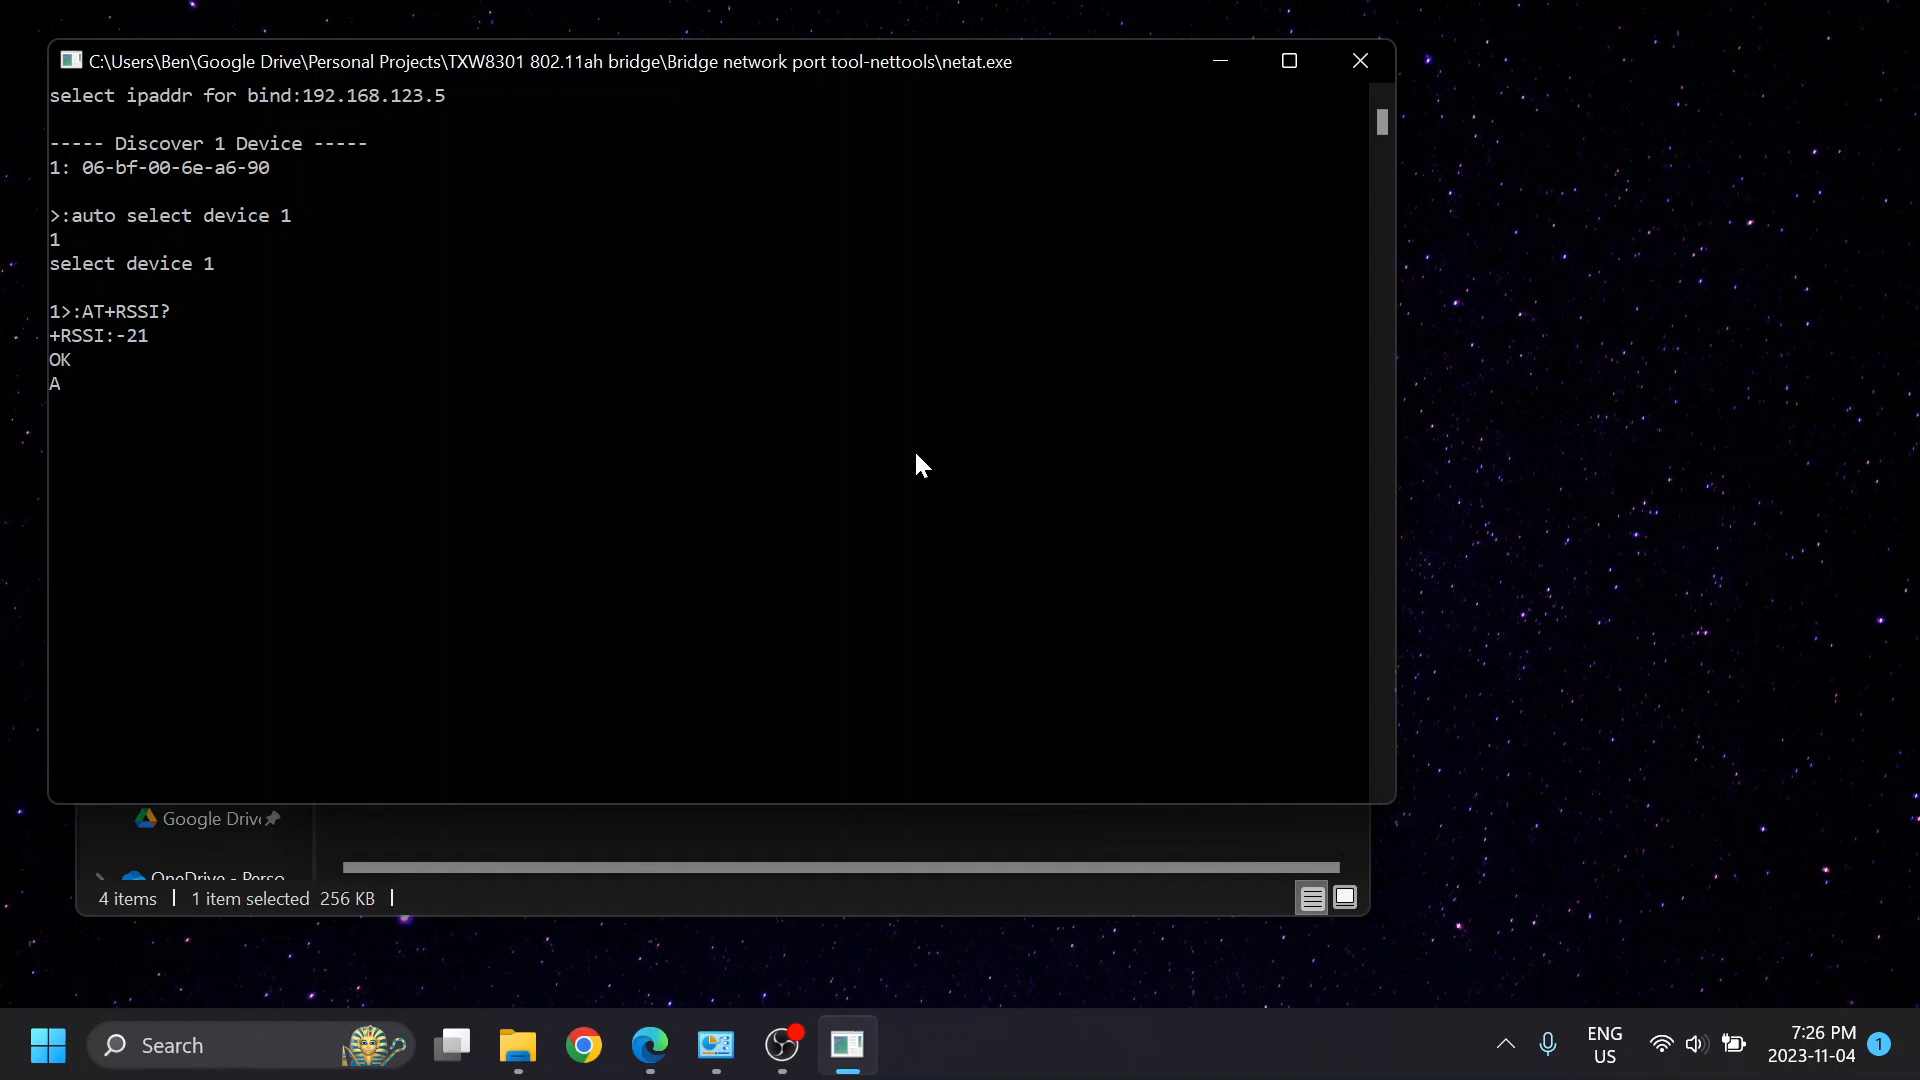 C:\Users\Ben\Google Drive\Personal Projects\TXW8301 802.11ah bridge\Bridge network port tool-nettools\netat.exe
select ipaddr for bind:192.168.123.5
----- Discover 1 Device -----
1: 06-bf-00-6e-a6-90
>:auto select device 1
1
select device 1
1>:AT+RSSI?
+RSSI:-21
OK
A
Google Driv
OneDrive - Perso
4 items | 1 item selected 256 KB |
Search
ENG
US
7:26 PM
2023-11-04
1